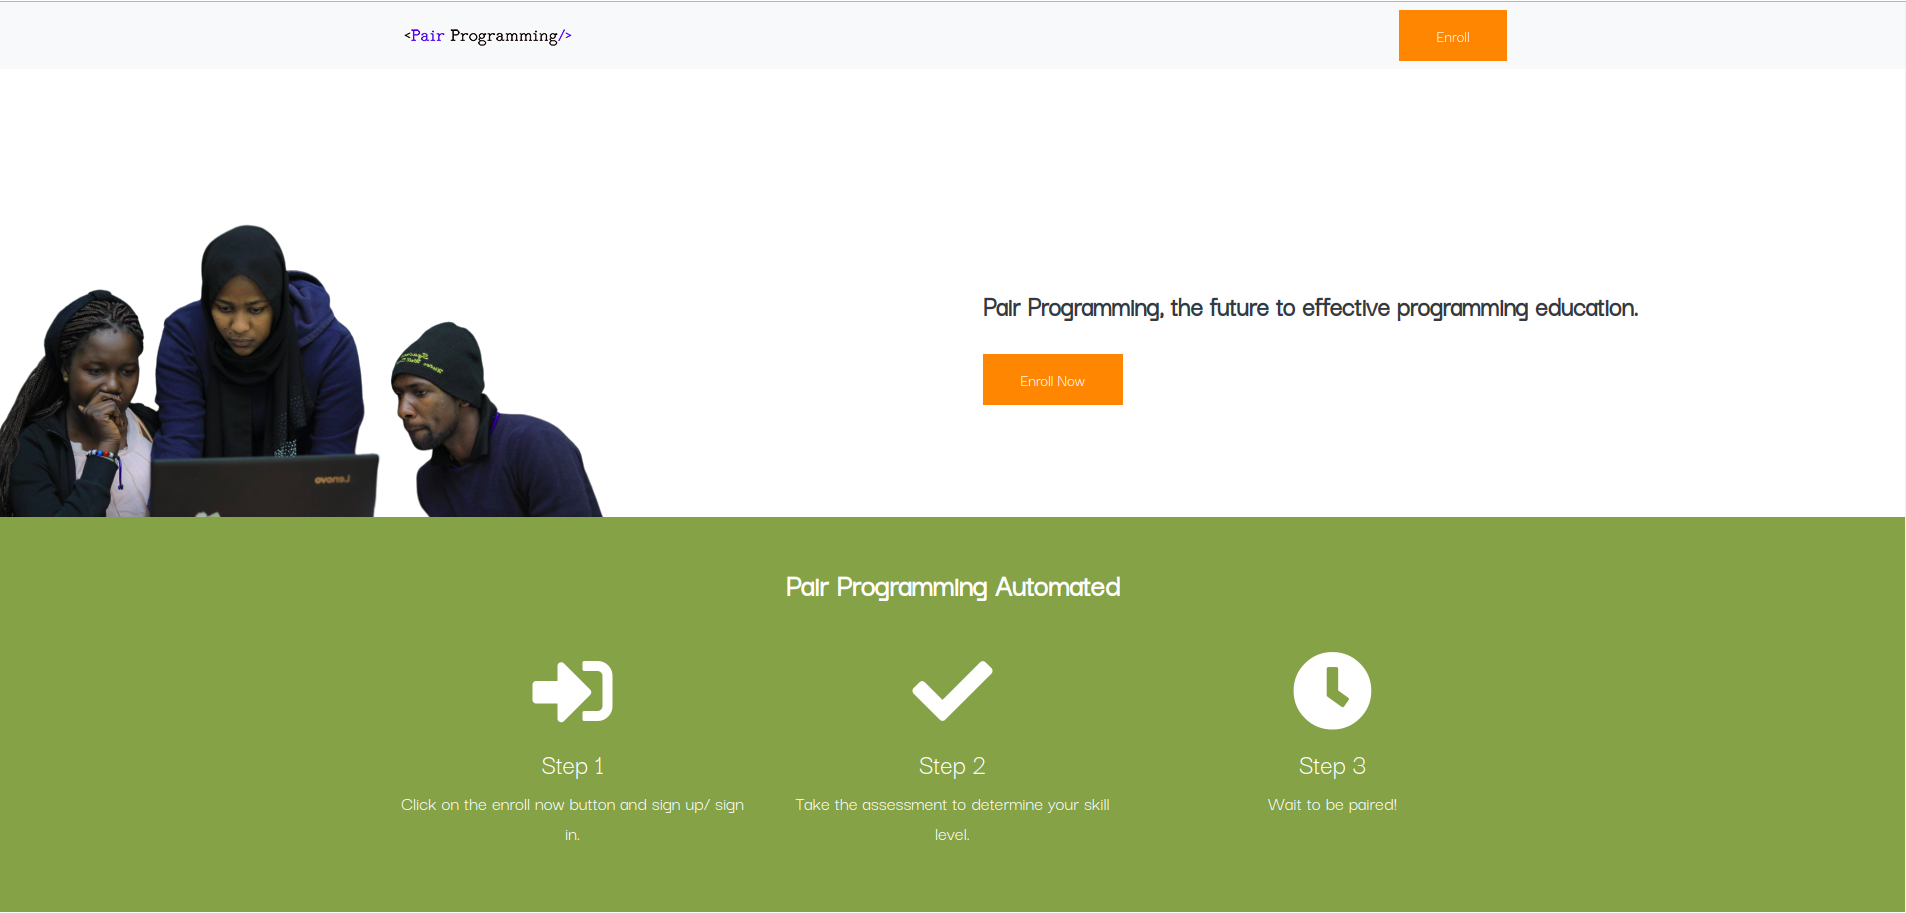 <Pair Programming/>
Enroll
Pair Programming, the future to effective programming education.
Enroll Now
Lenovo
Pair Programming Automated
Step 1
Click on the enroll now button and sign up/ sign
in.
Step 2
Take the assessment to determine your skill
level.
Step 3
Wait to be paired!